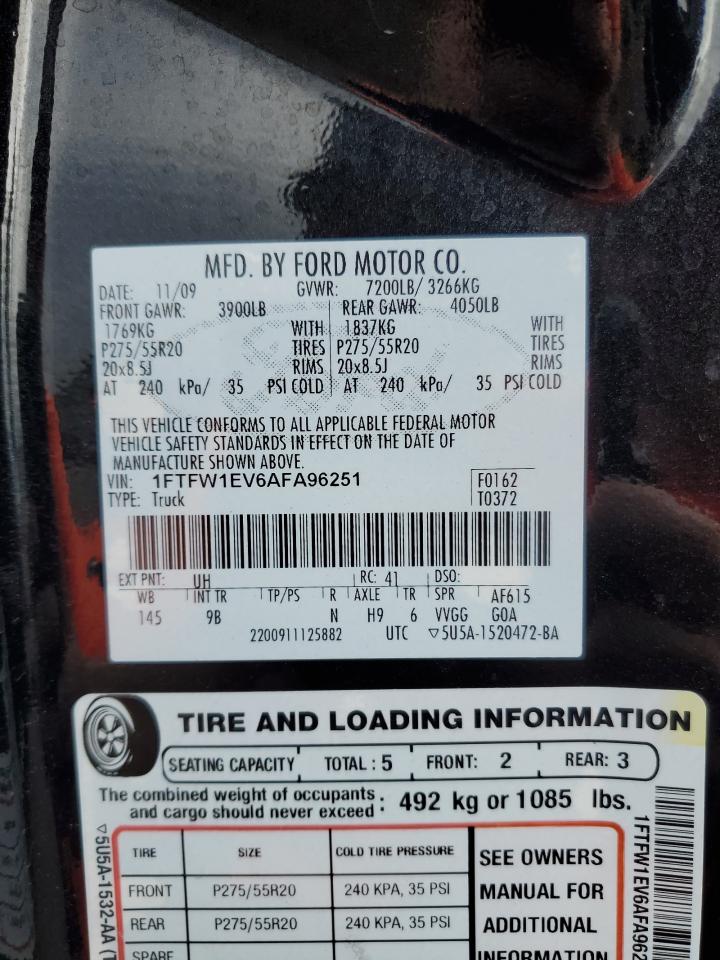 MFD. BY FORD MOTOR CO.
DATE: 11/09 GVWR: 7200LB/ 3266KG
FRONT GAWR: 3900LB REAR GAWR: 4050LB
1769KG WITH 1837KG WITH
P275/55R20 TIRES P275/55R20 TIRES
20x8.5J RIMS 20x8.5J RIMS
AT 240 kPa/ 35 PSI COLD AT 240 kPa/ 35 PSI COLD
THIS VEHICLE CONFORMS TO ALL APPLICABLE FEDERAL MOTOR
VEHICLE SAFETY STANDARDS IN EFFECT ON THE DATE OF
MANUFACTURE SHOWN ABOVE.
VIN: 1FTFW1EV6AFA96251 F0162
TYPE: Truck T0372
EXT PNT: UH RC: 41 DSO:
WB INT TR TP/PS R AXLE TR SPR AF615
145 9B N H9 6 VVGG GOA
2200911125882 UTC ▽5U5A-1520472-BA
TIRE AND LOADING INFORMATION
SEATING CAPACITY TOTAL : 5 FRONT: 2 REAR: 3
The combined weight of occupants
and cargo should never exceed : 492 kg or 1085 lbs.
TIRE SIZE COLD TIRE PRESSURE SEE OWNERS
FRONT P275/55R20 240 KPA, 35 PSI MANUAL FOR
REAR P275/55R20 240 KPA, 35 PSI ADDITIONAL
SPARE INFORMATION
▽5U5A-1532-AA (
1FTFW1EV6AFA962